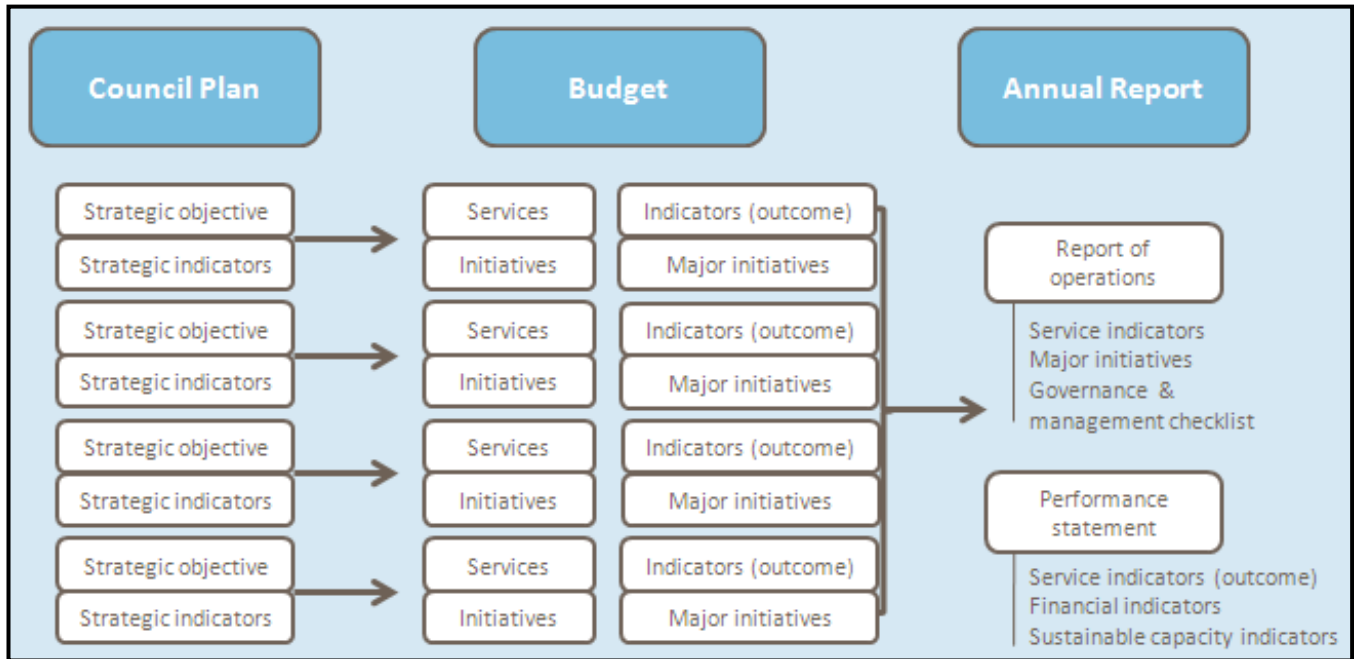 Council Plan
Budget
Annual Report
Strategic objective
Strategic indicators
Strategic objective
Strategic indicators
Strategic objective
Strategic indicators
Strategic objective
Strategic indicators
Services
Initiatives
Services
Initiatives
Services
Initiatives
Services
Initiatives
Indicators (outcome)
Major initiatives
Indicators (outcome)
Major initiatives
Indicators (outcome)
Major initiatives
Indicators (outcome)
Major initiatives
Report of
operations
Service indicators
Major initiatives
Governance &
management checklist
Performance
statement
Service indicators (outcome)
Financial indicators
Sustainable capacity indicators